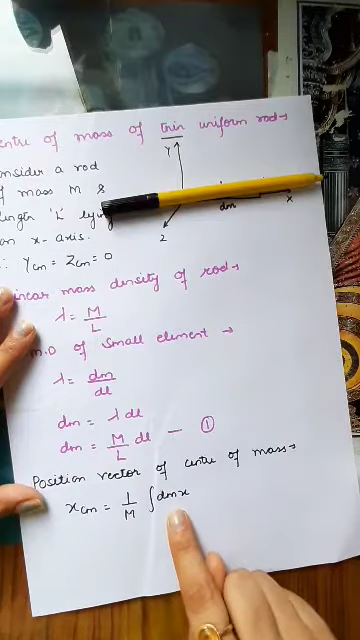 entre of mass of thin uniform rod →
Y
onsider a rod
f mass M &
length 'L' lying
on x-axis.
dm
X
Z
∴ Ycm = Zcm = 0
inear mass density of rod →
λ = M/L
M.D of small element →
λ = dm/dl
dm = λ dl
dm = M/L dl — ①
Position vector of centre of mass →
xcm = 1/M ∫ dm x